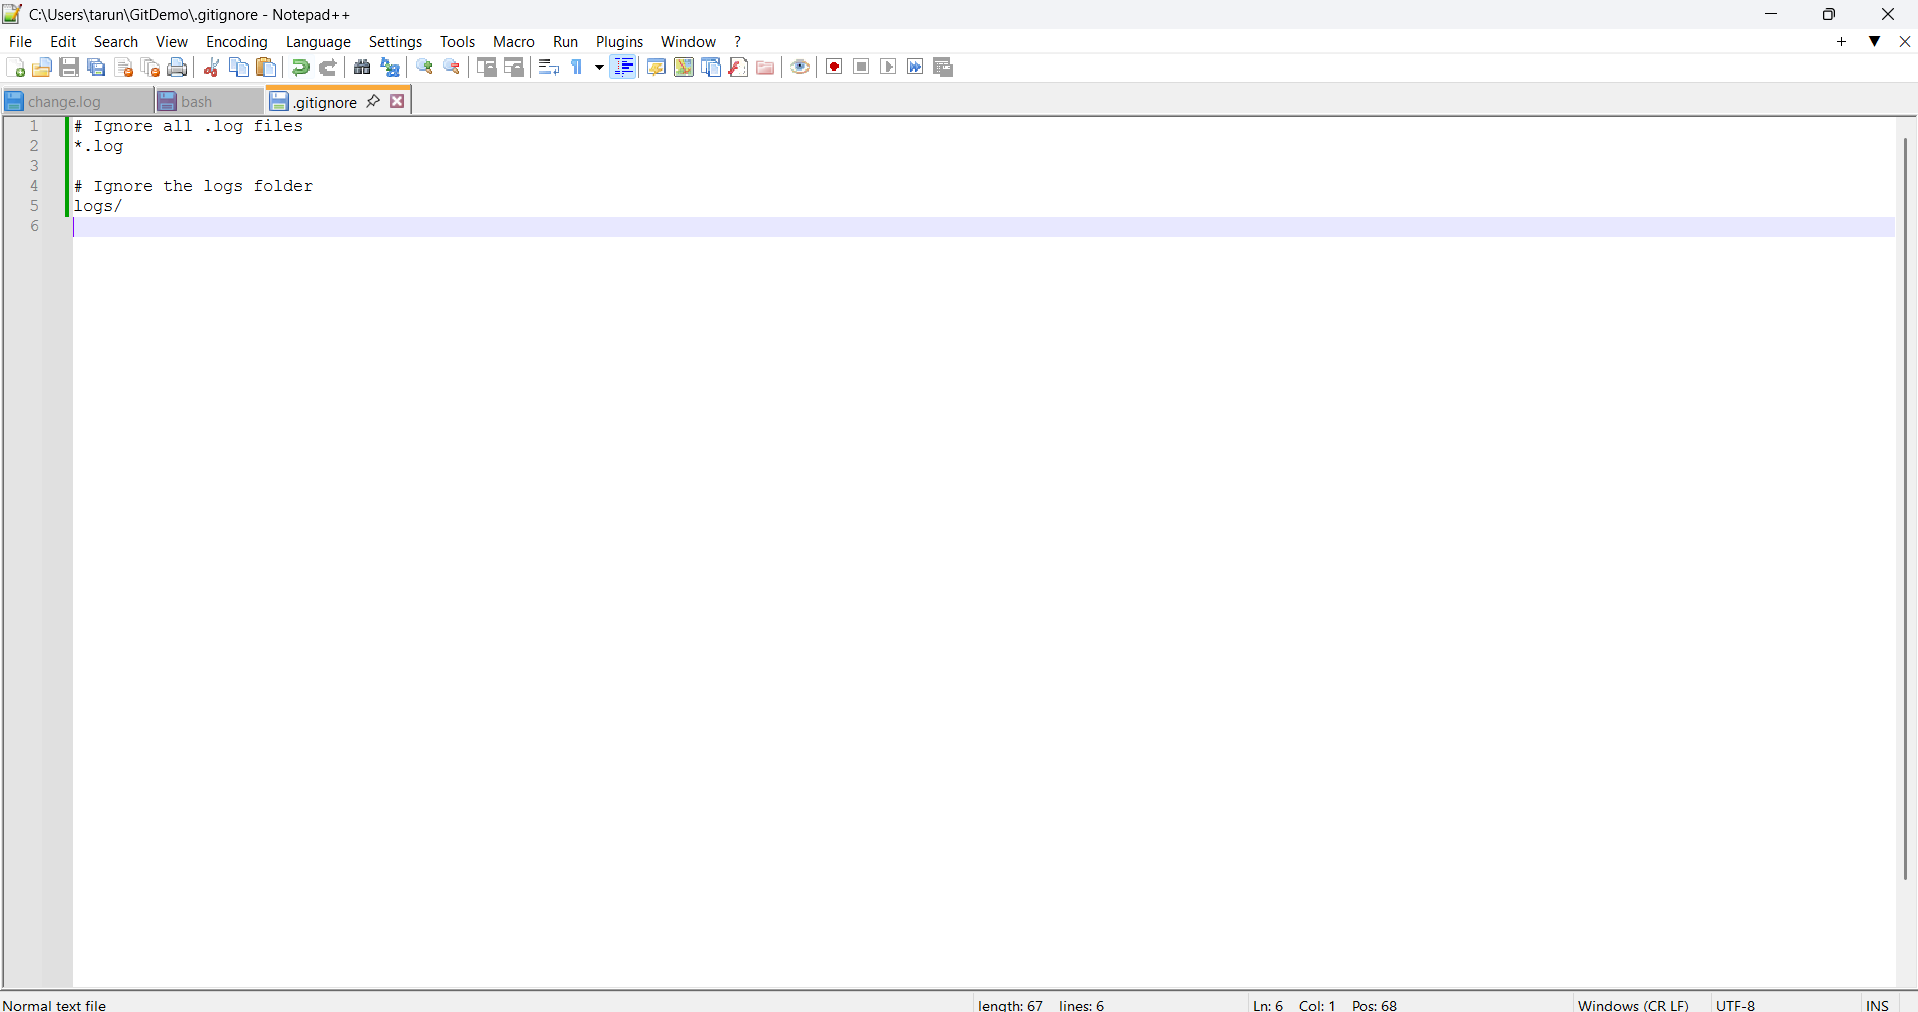 C:\Users\tarun\GitDemo\.gitignore - Notepad++
File Edit Search View Encoding Language Settings Tools Macro Run Plugins Window ?
change.log bash .gitignore
1 # Ignore all .log files
2 *.log
3
4 # Ignore the logs folder
5 logs/
6
Normal text file length: 67 lines: 6 Ln: 6 Col: 1 Pos: 68 Windows (CR LF) UTF-8 INS